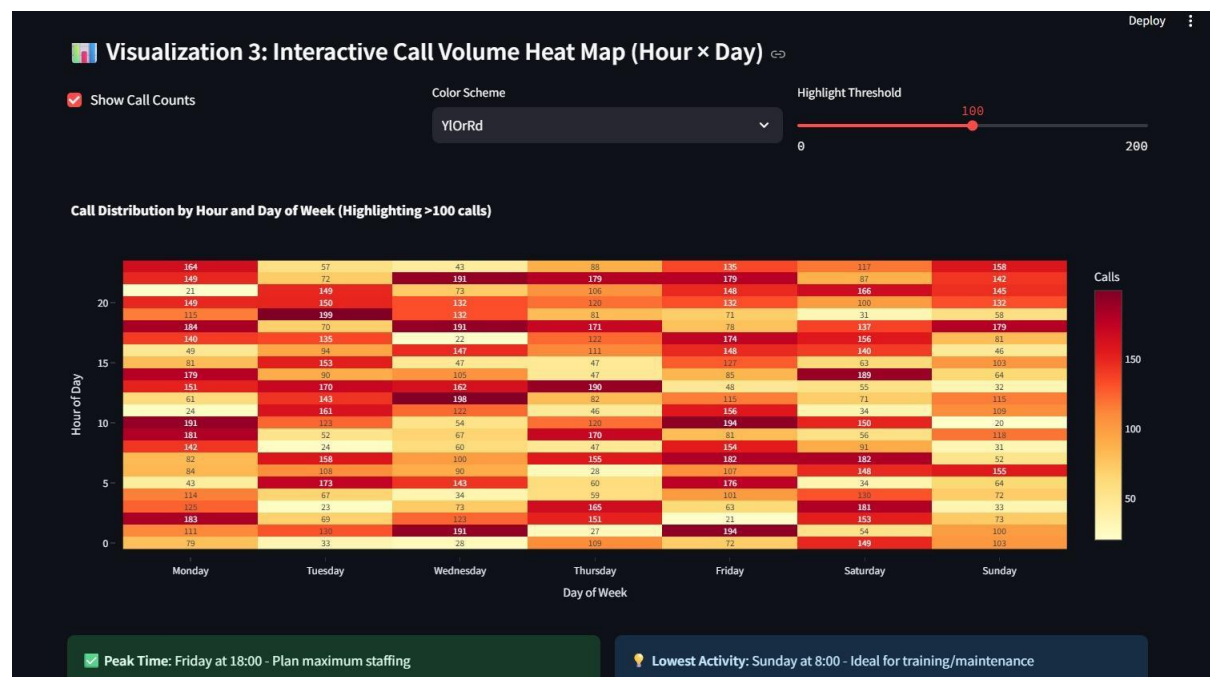 Deploy
📊 Visualization 3: Interactive Call Volume Heat Map (Hour × Day)
Show Call Counts
Color Scheme
YlOrRd
Highlight Threshold
100
0 200
Call Distribution by Hour and Day of Week (Highlighting >100 calls)
Calls
164 57 43 88 135 117 158
149 72 191 179 179 87 142
21 149 73 106 148 166 145
20 149 150 132 120 132 100 132
115 199 132 81 71 31 58
184 70 191 171 78 137 179
140 135 22 122 174 156 81
49 94 147 111 148 140 46
15 81 153 47 47 127 63 103
179 90 105 47 85 189 64
151 170 162 190 48 55 32
61 143 198 82 115 71 115
24 161 122 46 156 34 109
10 191 123 54 120 194 150 20
181 52 67 170 81 56 118
142 24 60 47 154 91 31
82 158 100 155 182 182 52
84 108 90 28 107 148 155
5 43 173 143 60 176 34 64
114 67 34 59 101 130 72
125 23 73 165 63 181 33
183 69 123 151 21 153 73
111 130 191 27 194 54 100
0 79 33 28 109 72 149 103
Hour of Day
Monday Tuesday Wednesday Thursday Friday Saturday Sunday
Day of Week
150
100
50
✅ Peak Time: Friday at 18:00 - Plan maximum staffing
💡 Lowest Activity: Sunday at 8:00 - Ideal for training/maintenance